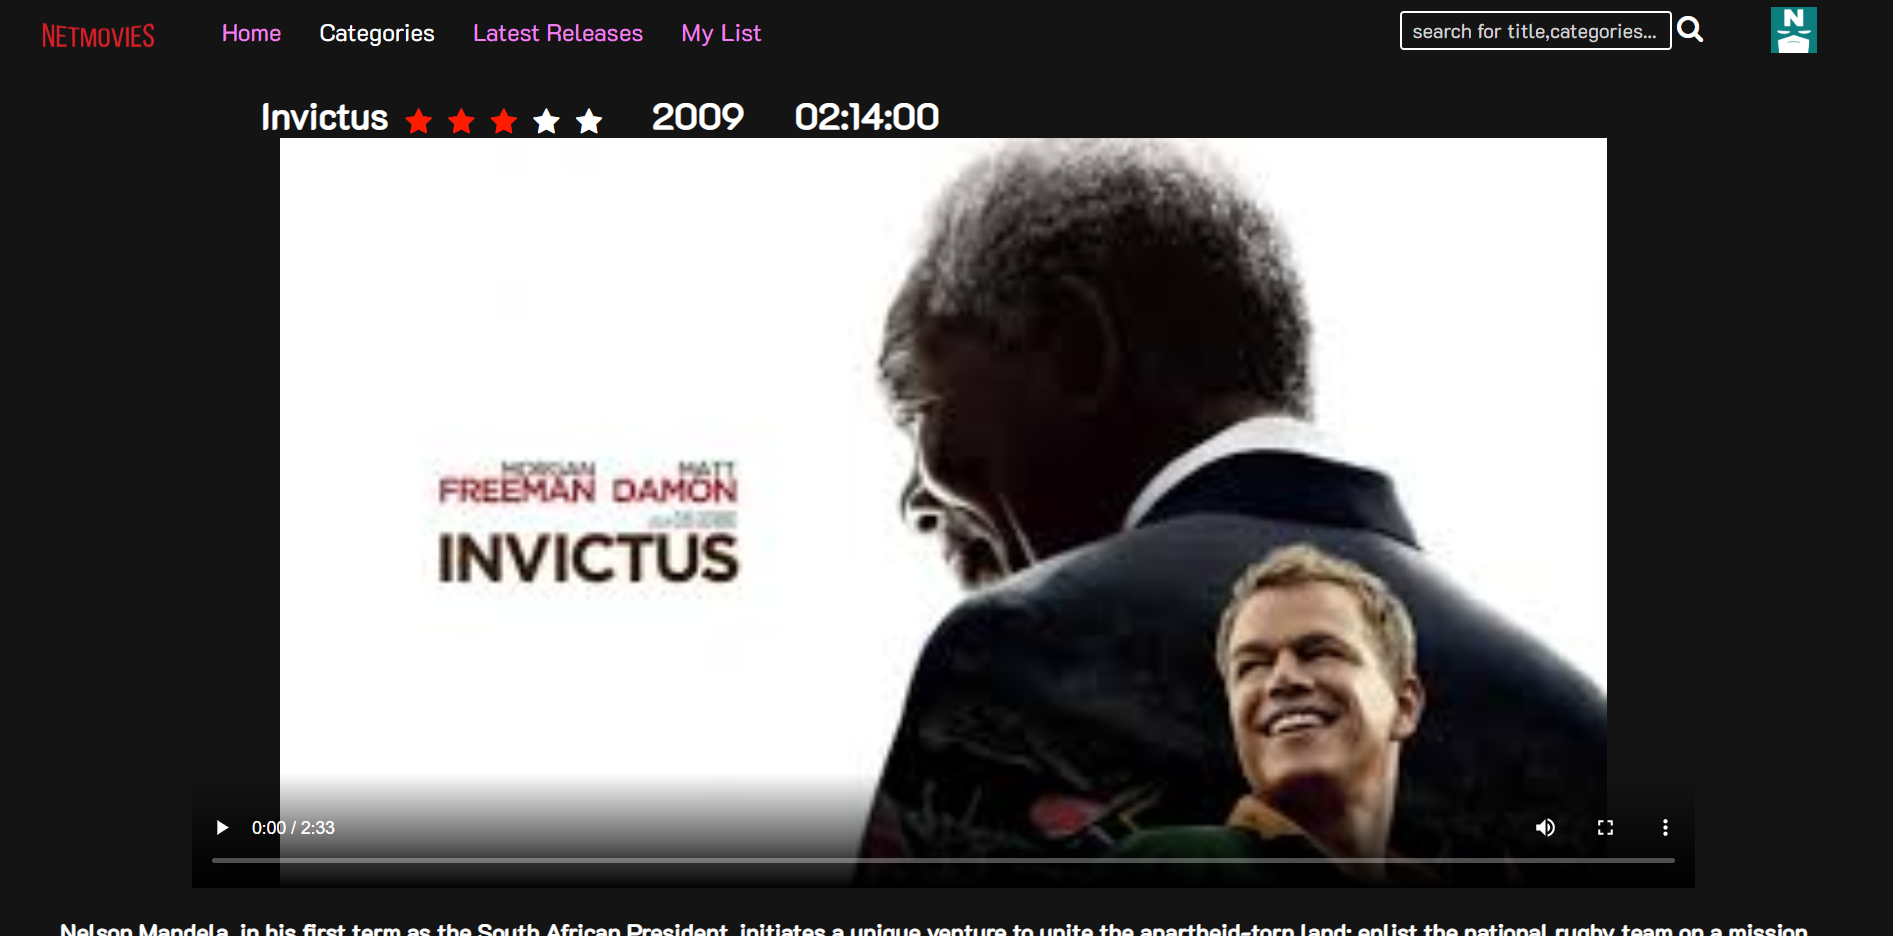 NETMOVIES
Home Categories Latest Releases My List
search for title,categories...
N
Invictus 2009 02:14:00
MORGAN MATT
FREEMAN DAMON
INVICTUS
0:00 / 2:33
Nelson Mandela, in his first term as the South African President, initiates a unique venture to unite the apartheid-torn land: enlist the national rugby team on a mission